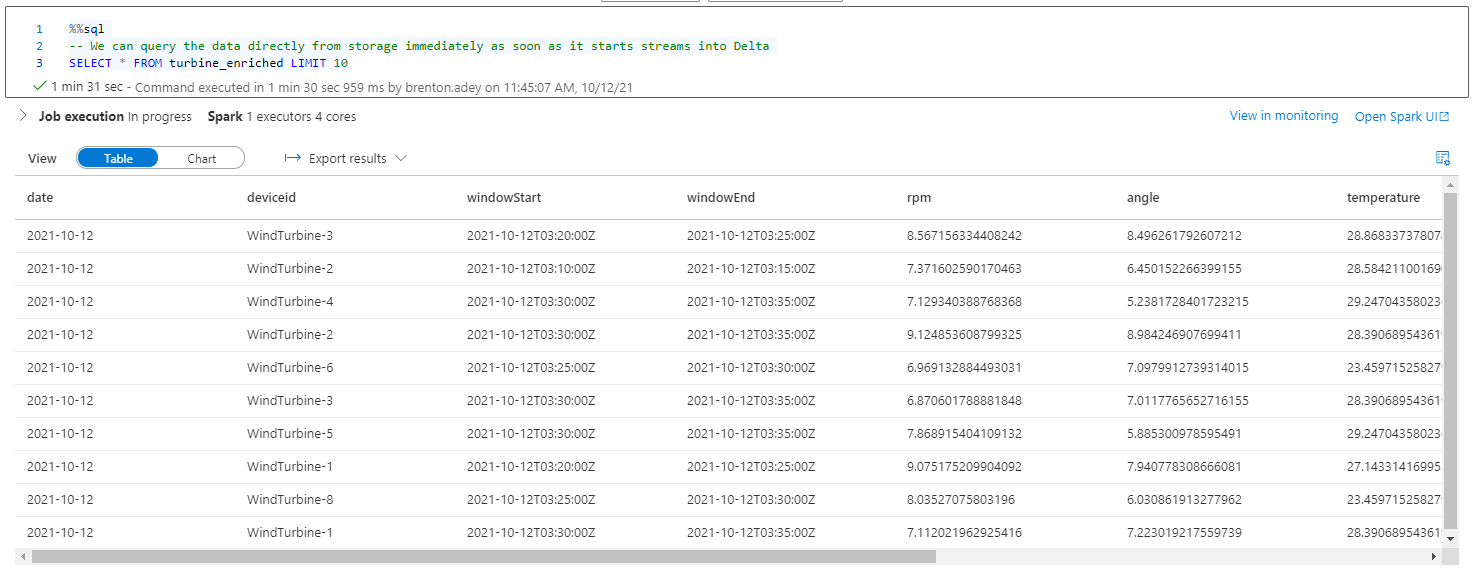 1 %%sql
2 -- We can query the data directly from storage immediately as soon as it starts streams into Delta
3 SELECT * FROM turbine_enriched LIMIT 10
1 min 31 sec - Command executed in 1 min 30 sec 959 ms by brenton.adey on 11:45:07 AM, 10/12/21
Job execution In progress Spark 1 executors 4 cores View in monitoring Open Spark UI
View Table Chart Export results
date deviceid windowStart windowEnd rpm angle temperature
2021-10-12 WindTurbine-3 2021-10-12T03:20:00Z 2021-10-12T03:25:00Z 8.567156334408242 8.496261792607212 28.8683373780
2021-10-12 WindTurbine-2 2021-10-12T03:10:00Z 2021-10-12T03:15:00Z 7.371602590170463 6.450152266399155 28.5842110016
2021-10-12 WindTurbine-4 2021-10-12T03:30:00Z 2021-10-12T03:35:00Z 7.129340388768368 5.2381728401723215 29.2470435802
2021-10-12 WindTurbine-2 2021-10-12T03:30:00Z 2021-10-12T03:35:00Z 9.124853608799325 8.984246907699411 28.3906895436
2021-10-12 WindTurbine-6 2021-10-12T03:25:00Z 2021-10-12T03:30:00Z 6.969132884493031 7.0979912739314015 23.4597152582
2021-10-12 WindTurbine-3 2021-10-12T03:30:00Z 2021-10-12T03:35:00Z 6.870601788881848 7.0117765652716155 28.3906895436
2021-10-12 WindTurbine-5 2021-10-12T03:30:00Z 2021-10-12T03:35:00Z 7.868915404109132 5.885300978595491 29.2470435802
2021-10-12 WindTurbine-1 2021-10-12T03:20:00Z 2021-10-12T03:25:00Z 9.075175209904092 7.940778308666081 27.14331416995
2021-10-12 WindTurbine-8 2021-10-12T03:25:00Z 2021-10-12T03:30:00Z 8.03527075803196 6.030861913277962 23.4597152582
2021-10-12 WindTurbine-1 2021-10-12T03:30:00Z 2021-10-12T03:35:00Z 7.112021962925416 7.223019217559739 28.3906895436